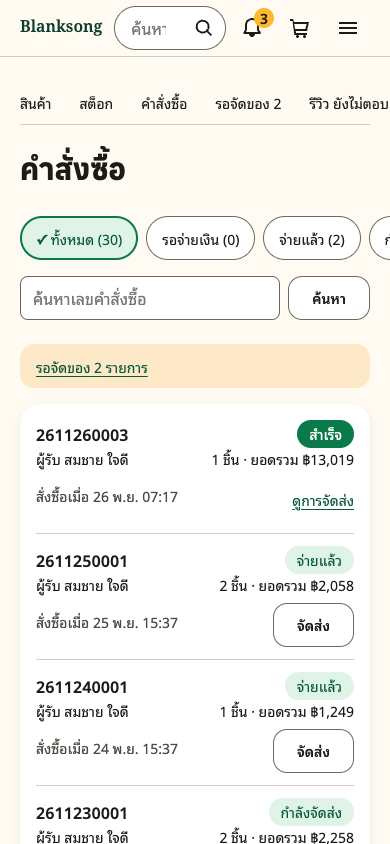 Blanksong
ค้นหา
3
สินค้า สต็อก คำสั่งซื้อ รอจัดของ 2 รีวิว ยังไม่ตอบ
คำสั่งซื้อ
✓ทั้งหมด (30) รอจ่ายเงิน (0) จ่ายแล้ว (2)
ค้นหาเลขคำสั่งซื้อ ค้นหา
รอจัดของ 2 รายการ
2611260003 สำเร็จ
ผู้รับ สมชาย ใจดี 1 ชิ้น · ยอดรวม ฿13,019
สั่งซื้อเมื่อ 26 พ.ย. 07:17 ดูการจัดส่ง
2611250001 จ่ายแล้ว
ผู้รับ สมชาย ใจดี 2 ชิ้น · ยอดรวม ฿2,058
สั่งซื้อเมื่อ 25 พ.ย. 15:37 จัดส่ง
2611240001 จ่ายแล้ว
ผู้รับ สมชาย ใจดี 1 ชิ้น · ยอดรวม ฿1,249
สั่งซื้อเมื่อ 24 พ.ย. 15:37 จัดส่ง
2611230001 กำลังจัดส่ง
ผู้รับ สมชาย ใจดี 2 ชิ้น · ยอดรวม ฿2,258